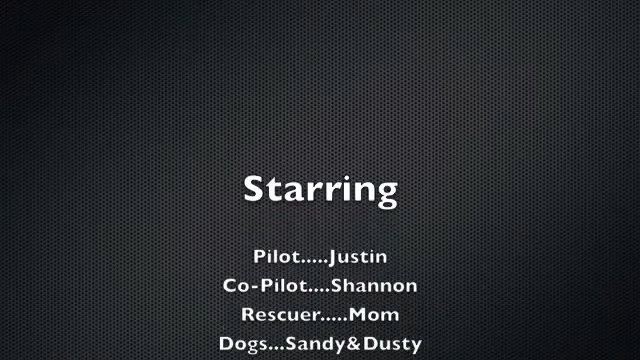 Starring
Pilot.....Justin
Co-Pilot....Shannon
Rescuer.....Mom
Dogs...Sandy&Dusty